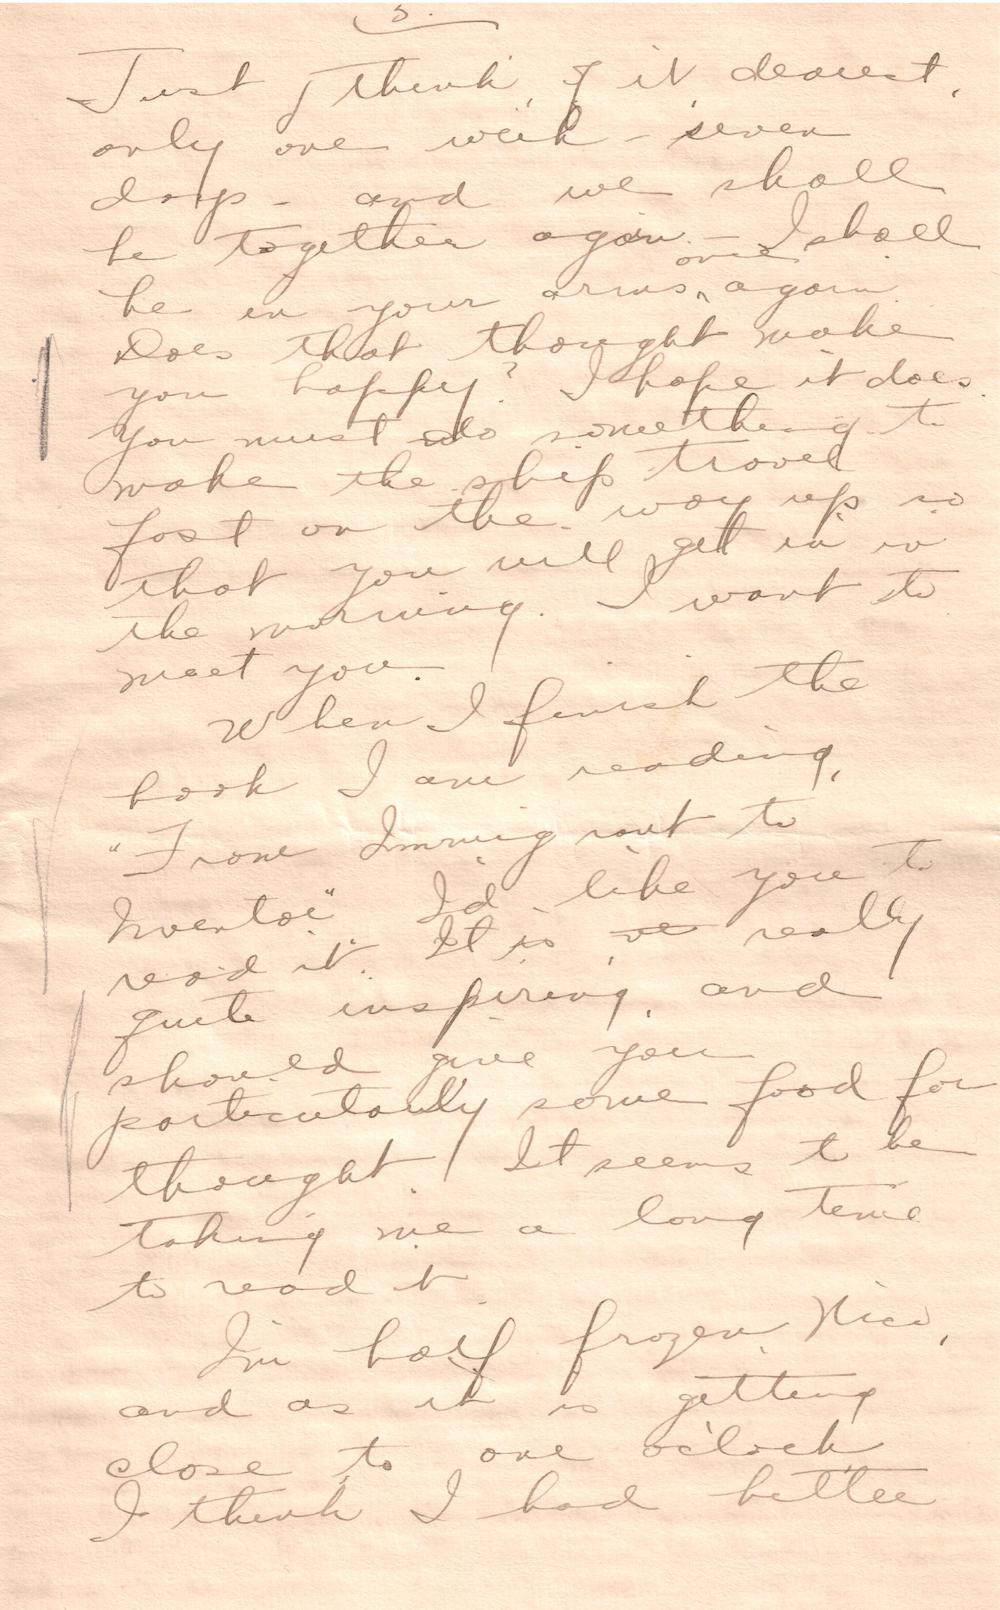 3.
Just think of it dearest,
only one week - seven
days - and we shall
be together again. - I shall
be in your arms, once again.
Does that thought make
you happy? I hope it does.
You must do something to
make the ship travel
fast on the way up so
that you will get in in
the morning. I want to
meet you.
When I finish the
book I am reading,
"From Immigrant to
Inventor" I'd like you to
read it. It is ve really
quite inspiring, and
should give you
particularly some food for
thought. It seems to be
taking me a long time
to read it.
I'm half frozen Nico,
and as it is getting
close to one o'clock
I think I had better